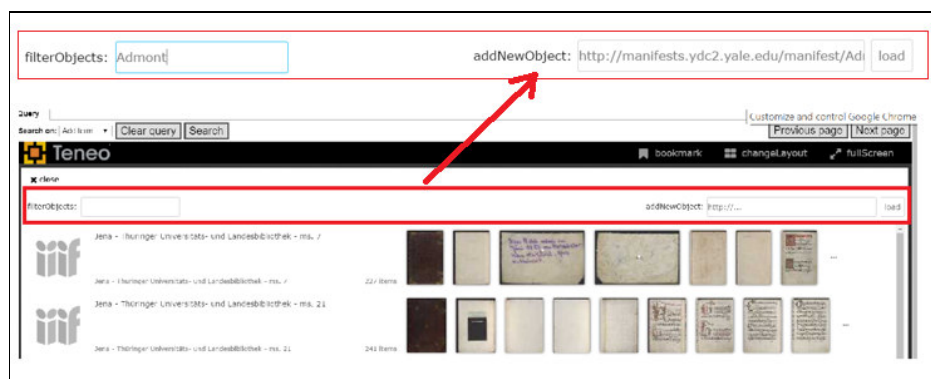 filterObjects: Admont addNewObject: http://manifests.ydc2.yale.edu/manifest/Adı load
Query
Customize and control Google Chrome
Search on: Clear query Search Previous page Next page
Teneo bookmark changeLayout fullScreen
x close
filterObjects: addNewObject: http://... load
Jena - Thüringer Universitäts- und Landesbibliothek - ms. 7
iiif
...
Jena - Thüringer Universitäts- und Landesbibliothek - ms. 7 227 items
Jena - Thüringer Universitäts- und Landesbibliothek - ms. 21
iiif
...
Jena - Thüringer Universitäts- und Landesbibliothek - ms. 21 241 items